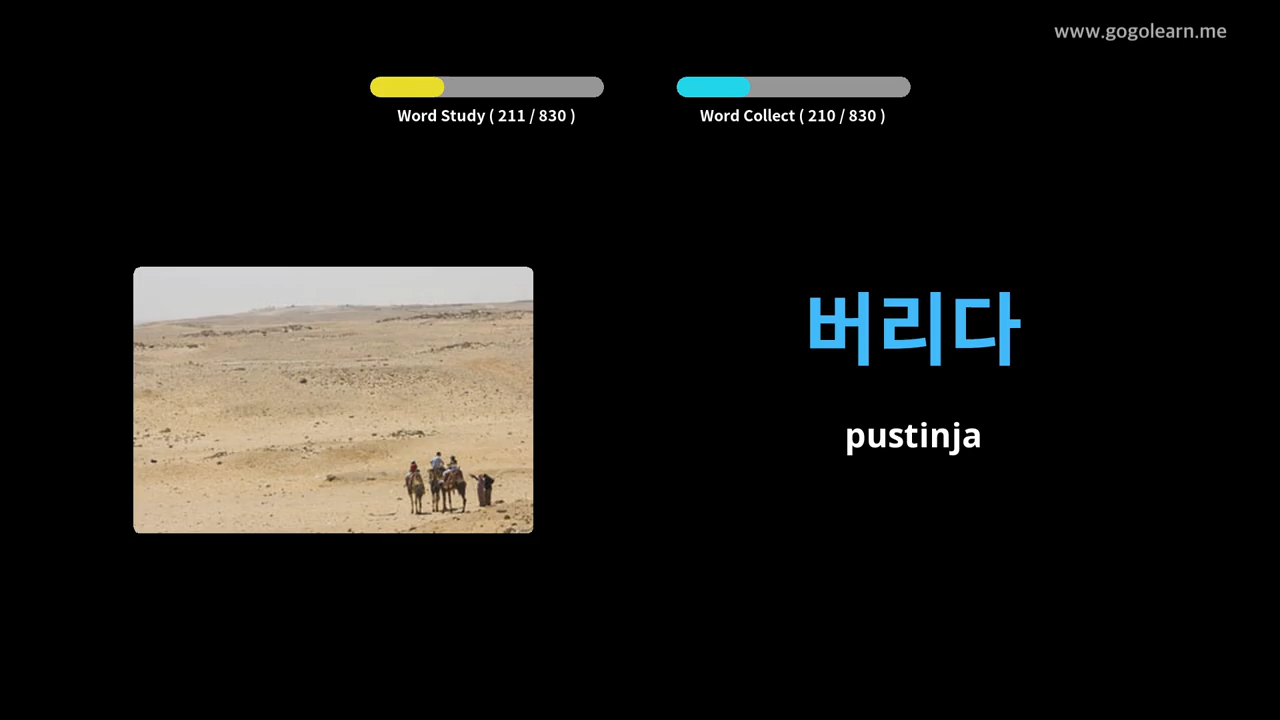 www.gogolearn.me
Word Study ( 211 / 830 )
Word Collect ( 210 / 830 )
버리다
pustinja